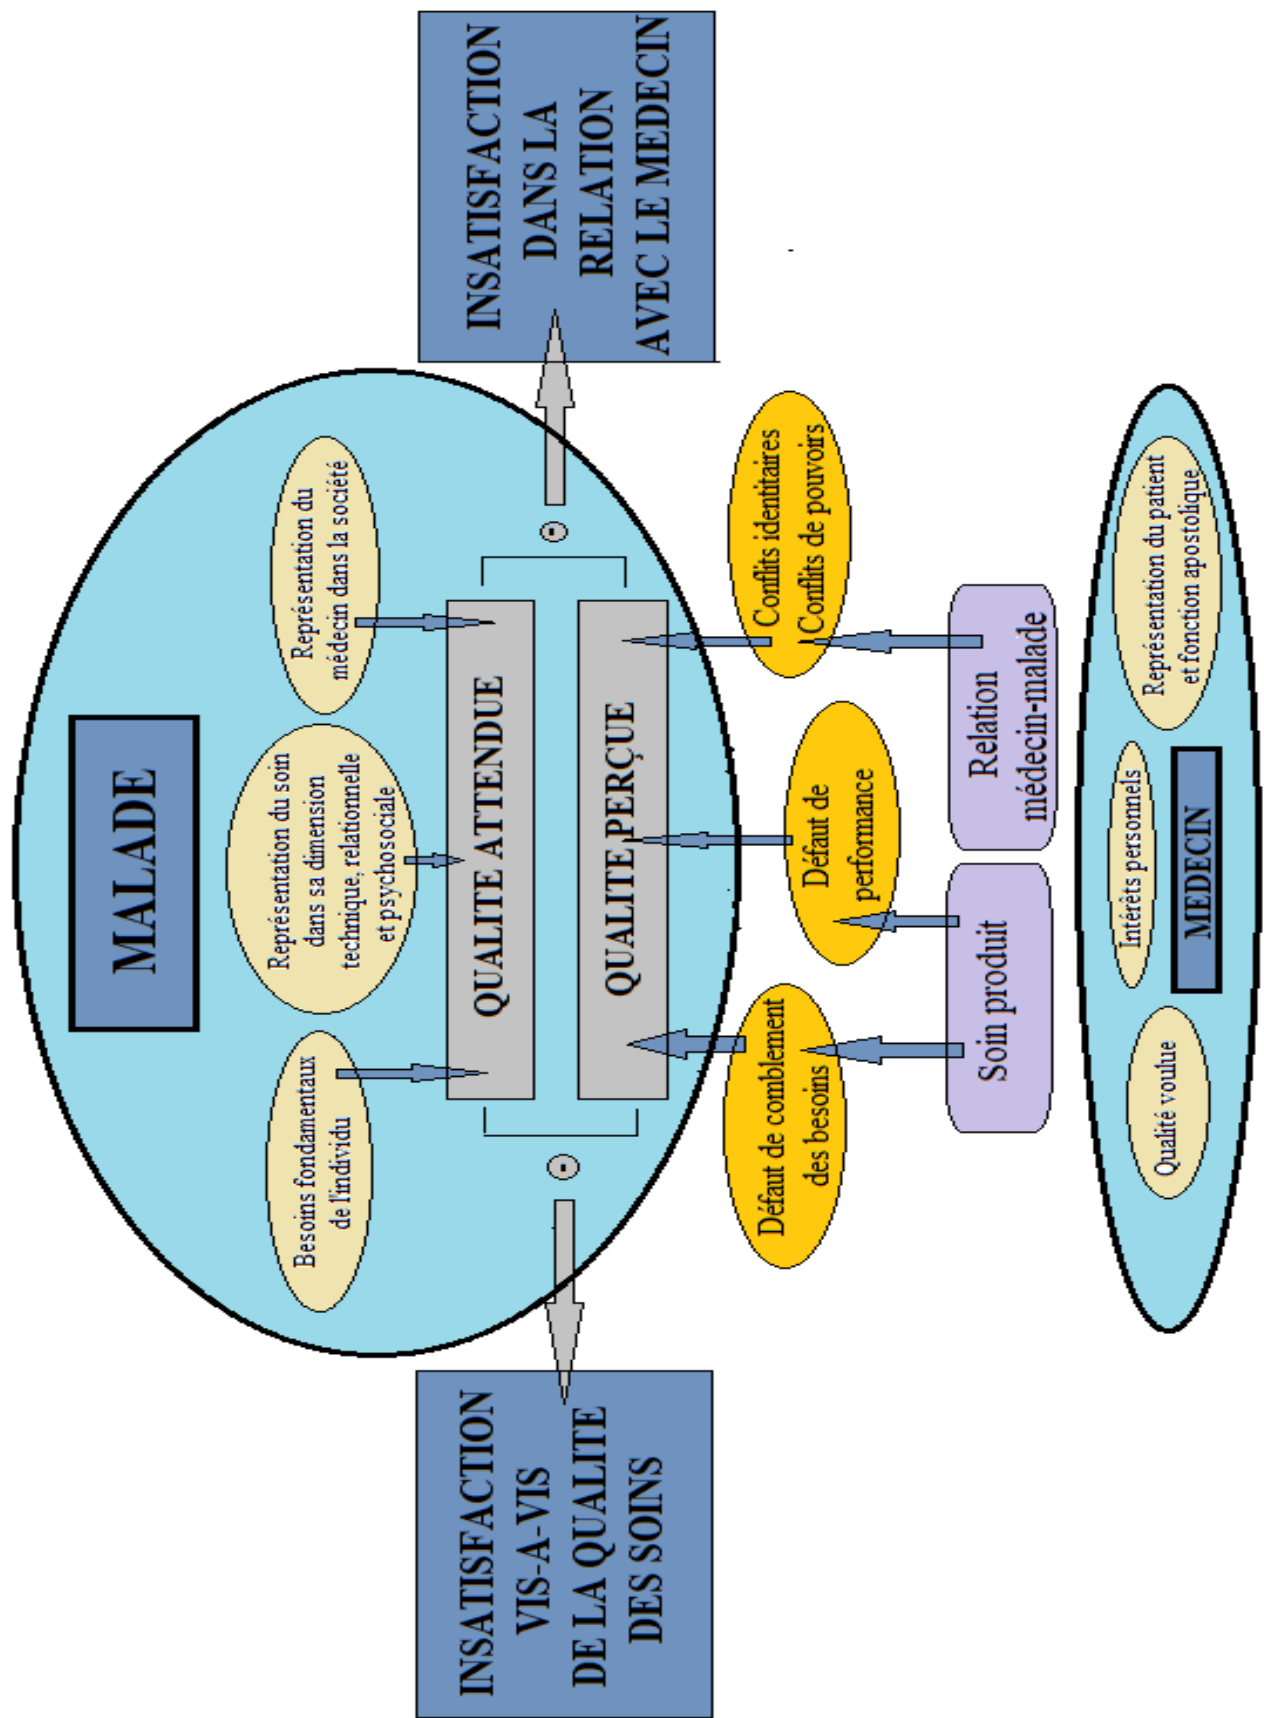 MALADE
Besoins fondamentaux
de l'individu
Représentation du soin
dans sa dimension
technique, relationnelle
et psychosociale
Représentation du
médecin dans la société
QUALITE ATTENDUE
QUALITE PERÇUE
-
-
INSATISFACTION
VIS-A-VIS
DE LA QUALITE
DES SOINS
INSATISFACTION
DANS LA
RELATION
AVEC LE MEDECIN
Défaut de comblement
des besoins
Défaut de
performance
Conflits identitaires
Conflits de pouvoirs
Soin produit
Relation
médecin-malade
Qualité voulue
Intérêts personnels
MEDECIN
Représentation du patient
et fonction apostolique